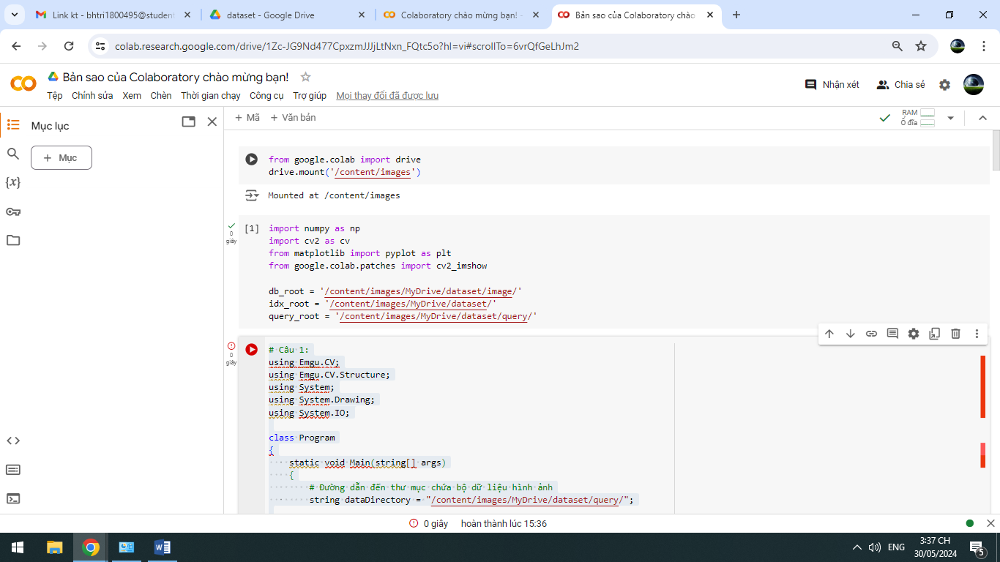 Link kt - bhtri1800495@student
dataset - Google Drive
Colaboratory chào mừng bạn! -
Bản sao của Colaboratory chào
colab.research.google.com/drive/1Zc-JG9Nd477CpxzmJJJjLtNxn_FQtc5o?hl=vi#scrollTo=6vrQfGeLhJm2
Bản sao của Colaboratory chào mừng bạn!
Tệp Chỉnh sửa Xem Chèn Thời gian chạy Công cụ Trợ giúp Mọi thay đổi đã được lưu
Nhận xét
Chia sẻ
Mục lục
+ Mục
+ Mã + Văn bản
RAM
Ổ đĩa
from google.colab import drive
drive.mount('/content/images')
Mounted at /content/images
0
giây
[1]
import numpy as np
import cv2 as cv
from matplotlib import pyplot as plt
from google.colab.patches import cv2_imshow
db_root = '/content/images/MyDrive/dataset/image/'
idx_root = '/content/images/MyDrive/dataset/'
query_root = '/content/images/MyDrive/dataset/query/'
0
giây
# Câu 1:
using Emgu.CV;
using Emgu.CV.Structure;
using System;
using System.Drawing;
using System.IO;
class Program
{
static void Main(string[] args)
{
# Đường dẫn đến thư mục chứa bộ dữ liệu hình ảnh
string dataDirectory = "/content/images/MyDrive/dataset/query/";
0 giây hoàn thành lúc 15:36
ENG
3:37 CH
30/05/2024
5